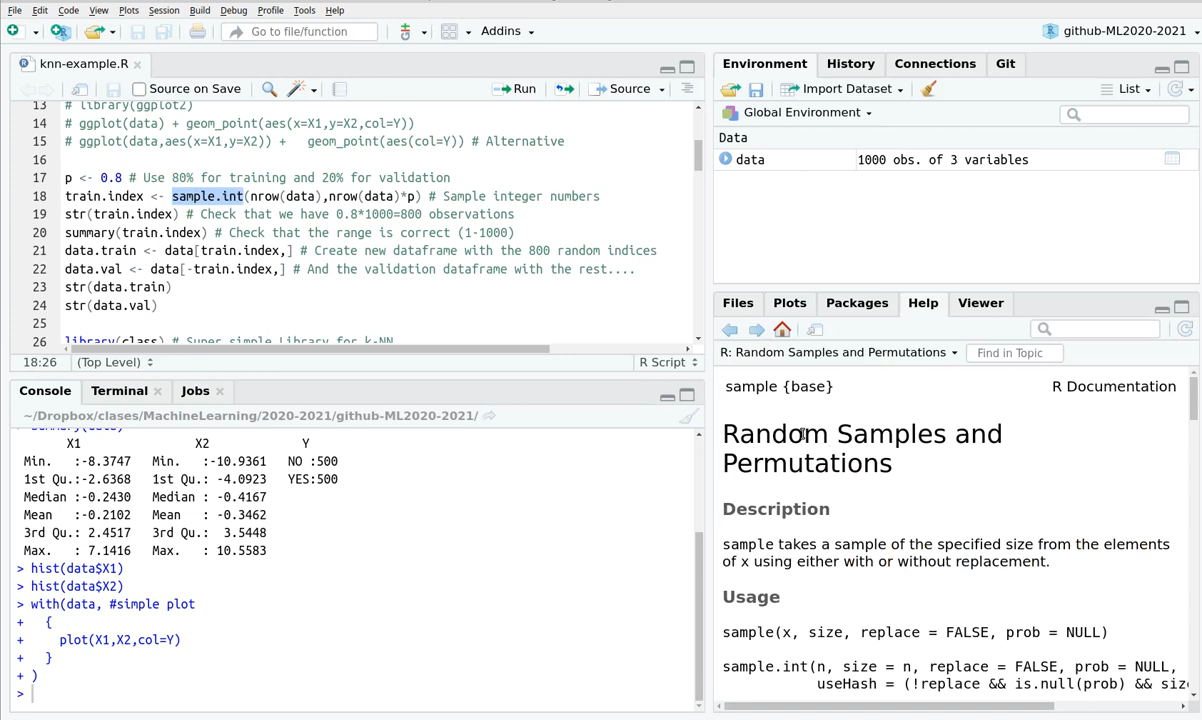 File Edit Code View Plots Session Build Debug Profile Tools Help
Go to file/function Addins github-ML2020-2021
knn-example.R
Source on Save Run Source
13 # library(ggplot2)
14 # ggplot(data) + geom_point(aes(x=X1,y=X2,col=Y))
15 # ggplot(data,aes(x=X1,y=X2)) +   geom_point(aes(col=Y)) # Alternative
16
17 p <- 0.8 # Use 80% for training and 20% for validation
18 train.index <- sample.int(nrow(data),nrow(data)*p) # Sample integer numbers
19 str(train.index) # Check that we have 0.8*1000=800 observations
20 summary(train.index) # Check that the range is correct (1-1000)
21 data.train <- data[train.index,] # Create new dataframe with the 800 random indices
22 data.val <- data[-train.index,] # And the validation dataframe with the rest....
23 str(data.train)
24 str(data.val)
25
26 library(class) # Super simple Library for k-NN
18:26 (Top Level) R Script
Console Terminal Jobs
~/Dropbox/clases/MachineLearning/2020-2021/github-ML2020-2021/
summary(data)
X1 X2 Y
Min. :-8.3747 Min. :-10.9361 NO :500
1st Qu.:-2.6368 1st Qu.: -4.0923 YES:500
Median :-0.2430 Median : -0.4167
Mean :-0.2102 Mean : -0.3462
3rd Qu.: 2.4517 3rd Qu.: 3.5448
Max. : 7.1416 Max. : 10.5583
> hist(data$X1)
> hist(data$X2)
> with(data, #simple plot
+ {
+ plot(X1,X2,col=Y)
+ }
+ )
>
Environment History Connections Git
Import Dataset List
Global Environment
Data
data 1000 obs. of 3 variables
Files Plots Packages Help Viewer
R: Random Samples and Permutations Find in Topic
sample {base} R Documentation
Random Samples and
Permutations
Description
sample takes a sample of the specified size from the elements
of x using either with or without replacement.
Usage
sample(x, size, replace = FALSE, prob = NULL)
sample.int(n, size = n, replace = FALSE, prob = NULL,
useHash = (!replace && is.null(prob) && size